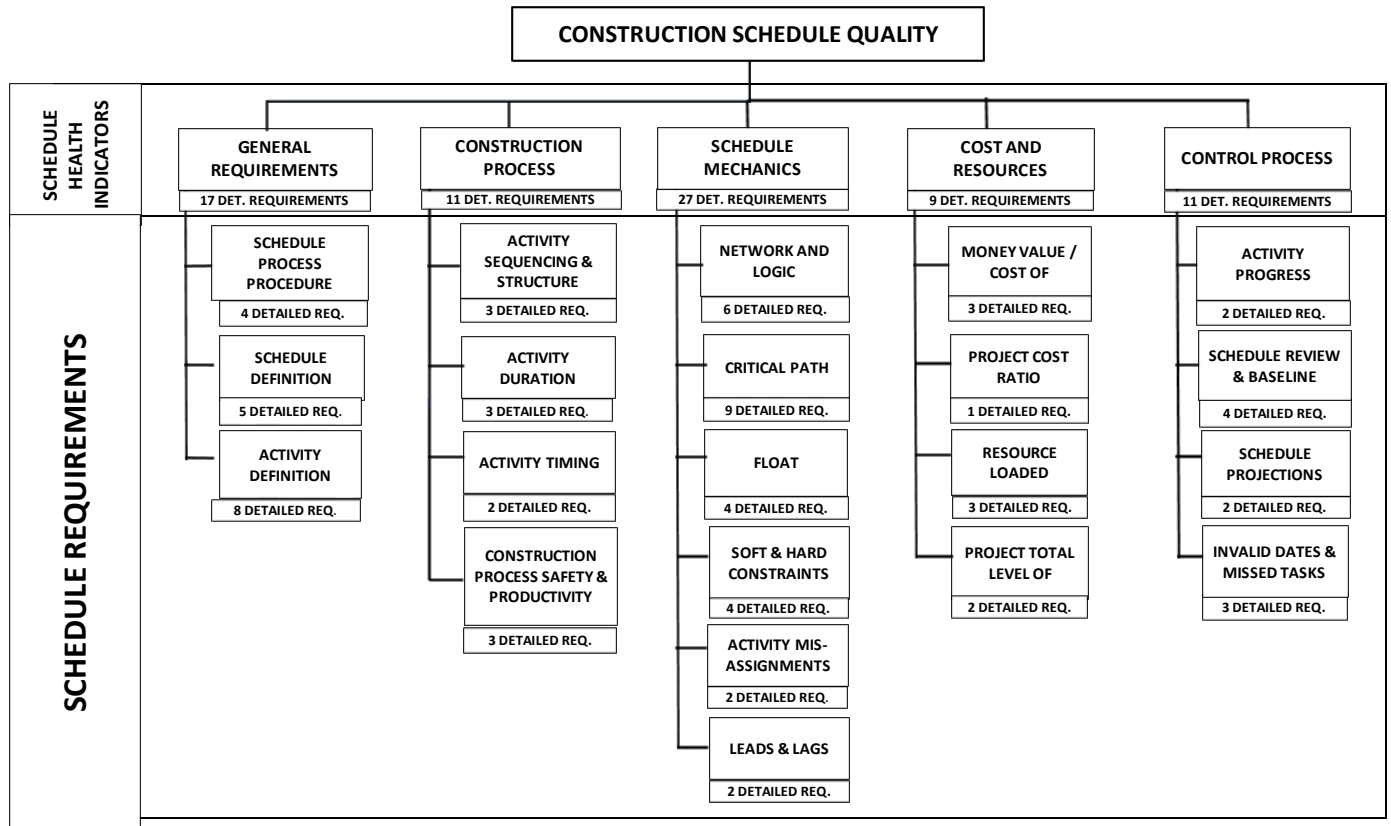 CONSTRUCTION SCHEDULE QUALITY
SCHEDULE
HEALTH
INDICATORS
GENERAL
REQUIREMENTS
17 DET. REQUIREMENTS
CONSTRUCTION
PROCESS
11 DET. REQUIREMENTS
SCHEDULE
MECHANICS
27 DET. REQUIREMENTS
COST AND
RESOURCES
9 DET. REQUIREMENTS
CONTROL PROCESS
11 DET. REQUIREMENTS
SCHEDULE REQUIREMENTS
SCHEDULE
PROCESS
PROCEDURE
4 DETAILED REQ.
SCHEDULE
DEFINITION
5 DETAILED REQ.
ACTIVITY
DEFINITION
8 DETAILED REQ.
ACTIVITY
SEQUENCING &
STRUCTURE
3 DETAILED REQ.
ACTIVITY
DURATION
3 DETAILED REQ.
ACTIVITY TIMING
2 DETAILED REQ.
CONSTRUCTION
PROCESS SAFETY &
PRODUCTIVITY
3 DETAILED REQ.
NETWORK AND
LOGIC
6 DETAILED REQ.
CRITICAL PATH
9 DETAILED REQ.
FLOAT
4 DETAILED REQ.
SOFT & HARD
CONSTRAINTS
4 DETAILED REQ.
ACTIVITY MIS-
ASSIGNMENTS
2 DETAILED REQ.
LEADS & LAGS
2 DETAILED REQ.
MONEY VALUE /
COST OF
3 DETAILED REQ.
PROJECT COST
RATIO
1 DETAILED REQ.
RESOURCE
LOADED
3 DETAILED REQ.
PROJECT TOTAL
LEVEL OF
2 DETAILED REQ.
ACTIVITY
PROGRESS
2 DETAILED REQ.
SCHEDULE REVIEW
& BASELINE
4 DETAILED REQ.
SCHEDULE
PROJECTIONS
2 DETAILED REQ.
INVALID DATES &
MISSED TASKS
3 DETAILED REQ.